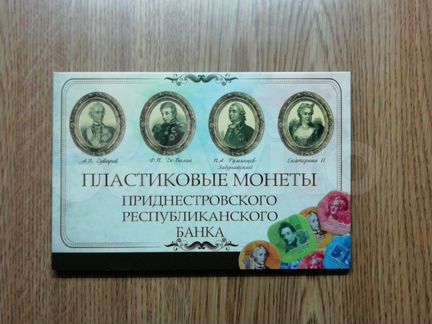 А.В. Суворов Ф.П. Де-Волан П.А. Румянцев Екатерина II
Задунайский
ПЛАСТИКОВЫЕ МОНЕТЫ
ПРИДНЕСТРОВСКОГО
РЕСПУБЛИКАНСКОГО
БАНКА